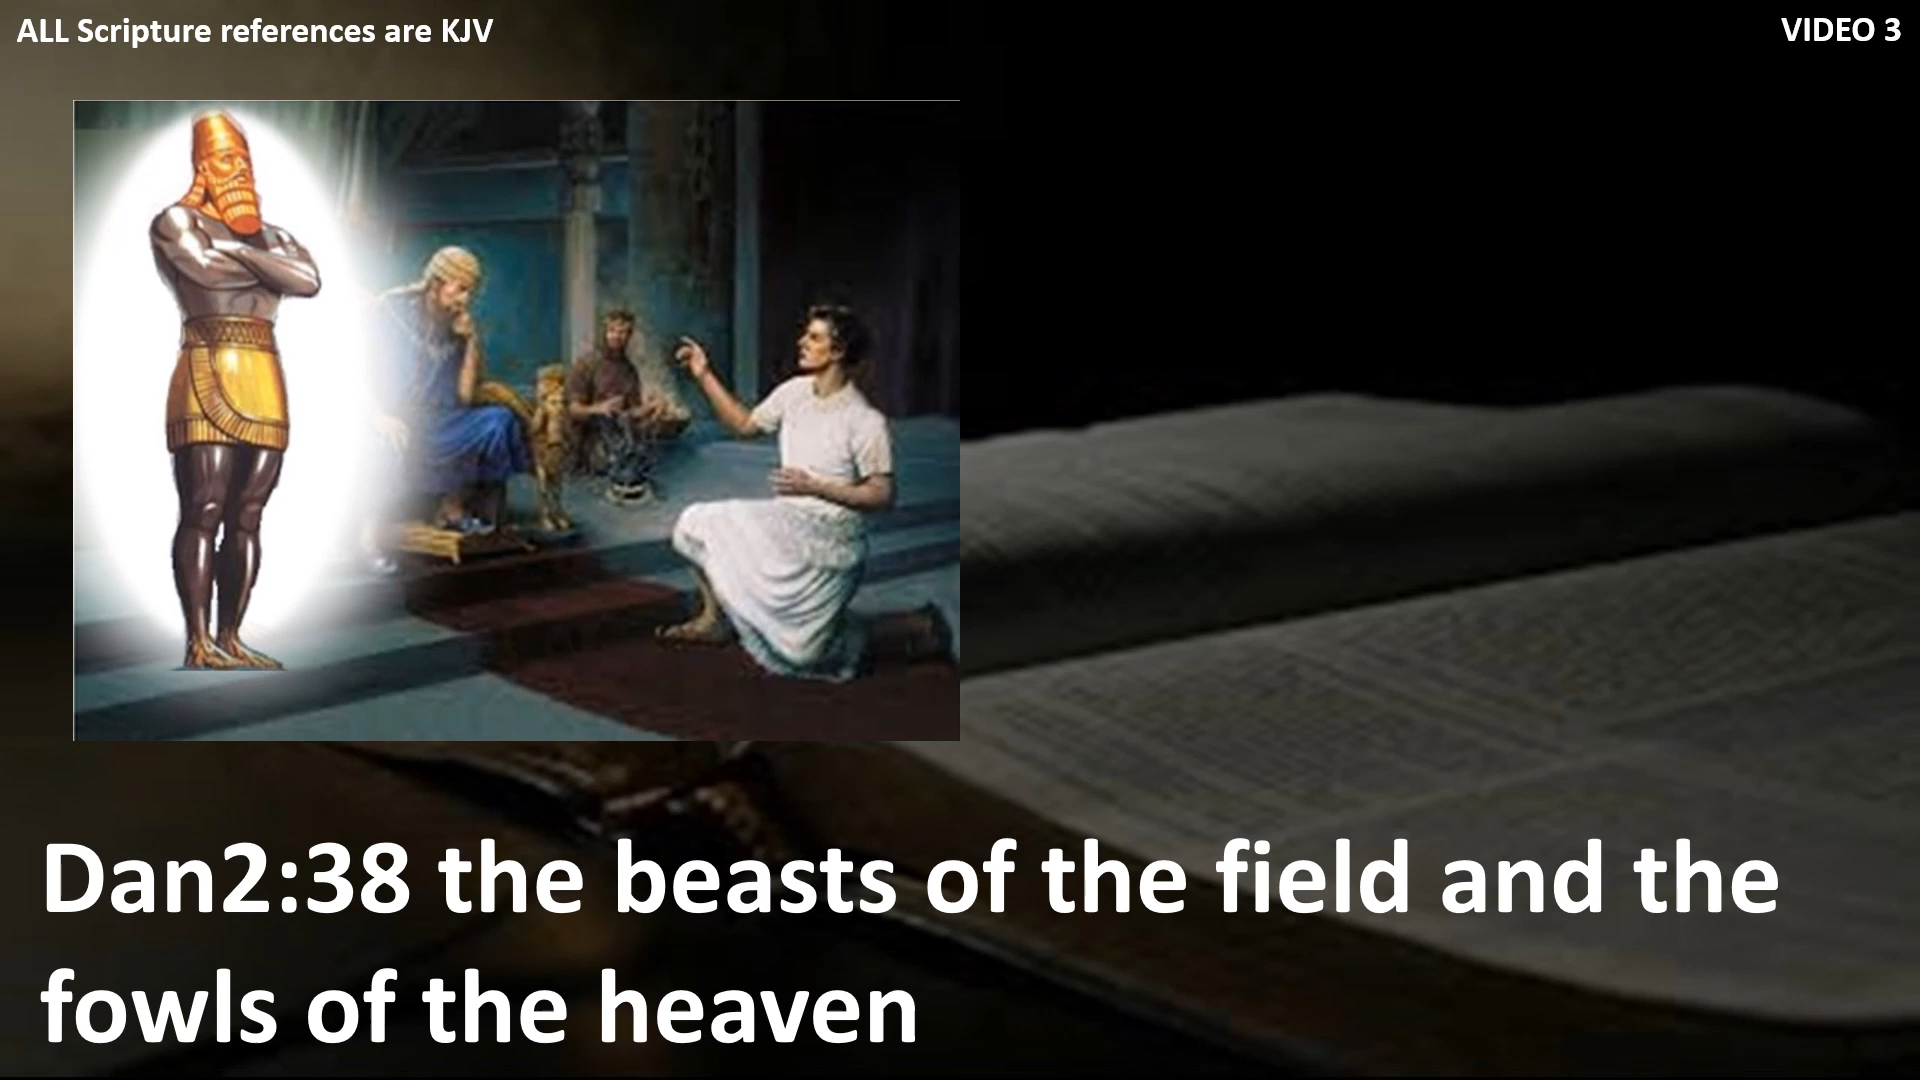 ALL Scripture references are KJV
VIDEO 3
Dan2:38 the beasts of the field and the
fowls of the heaven